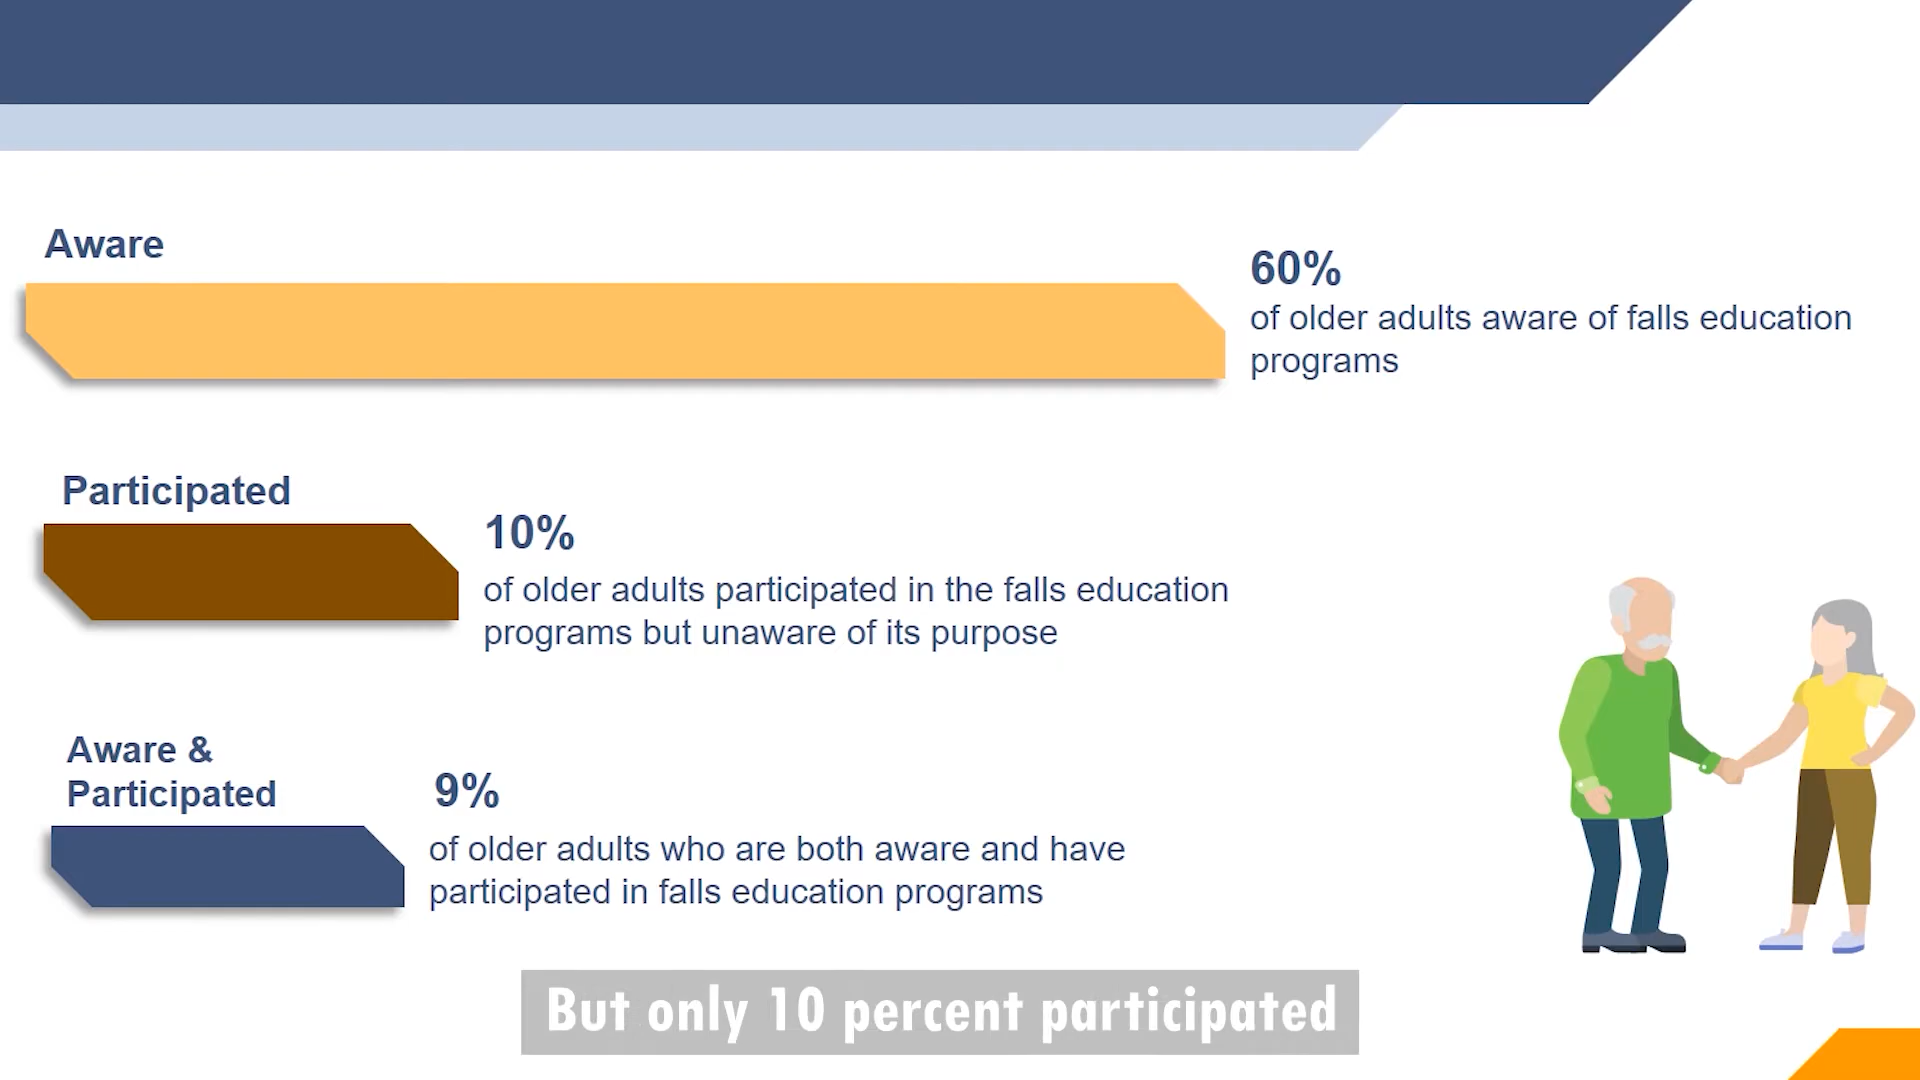 Aware
60%
of older adults aware of falls education
programs
Participated
10%
of older adults participated in the falls education
programs but unaware of its purpose
Aware &
Participated
9%
of older adults who are both aware and have
participated in falls education programs
But only 10 percent participated